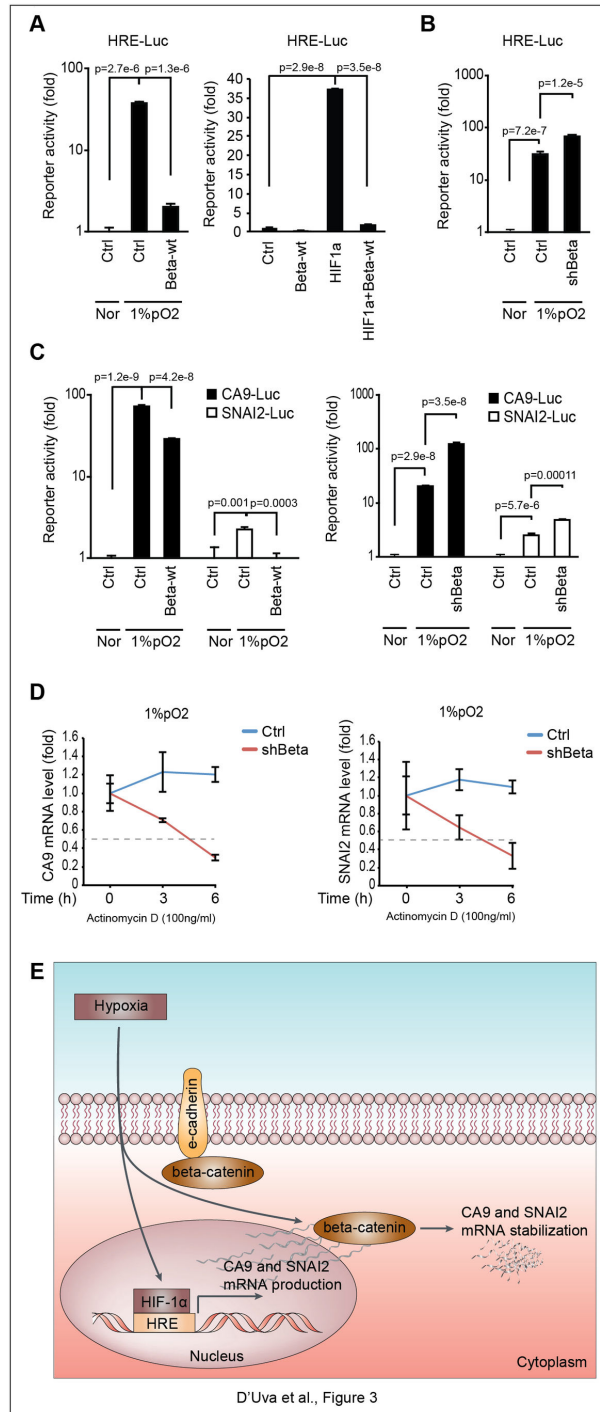 A
HRE-Luc
Reporter activity (fold)
100
10
1
p=2.7e-6
p=1.3e-6
Ctrl
Ctrl
Beta-wt
Nor
1%pO2
HRE-Luc
Reporter activity (fold)
40
35
30
25
20
15
10
5
0
p=2.9e-8
p=3.5e-8
Ctrl
Beta-wt
HIF1a
HIF1a+Beta-wt
B
HRE-Luc
Reporter activity (fold)
1000
100
10
1
p=1.2e-5
p=7.2e-7
Ctrl
Ctrl
shBeta
Nor
1%pO2
C
Reporter activity (fold)
100
10
1
p=1.2e-9
p=4.2e-8
CA9-Luc
SNAI2-Luc
p=0.001
p=0.0003
Ctrl
Ctrl
Beta-wt
Ctrl
Ctrl
Beta-wt
Nor
1%pO2
Nor
1%pO2
Reporter activity (fold)
1000
100
10
1
p=3.5e-8
p=2.9e-8
CA9-Luc
SNAI2-Luc
p=0.00011
p=5.7e-6
Ctrl
Ctrl
shBeta
Ctrl
Ctrl
shBeta
Nor
1%pO2
Nor
1%pO2
D
1%pO2
CA9 mRNA level (fold)
1.6
1.4
1.2
1.0
0.8
0.6
0.4
0.2
0
Ctrl
shBeta
Time (h)
0
3
6
Actinomycin D (100ng/ml)
1%pO2
SNAI2 mRNA level (fold)
1.6
1.4
1.2
1.0
0.8
0.6
0.4
0.2
0
Ctrl
shBeta
Time (h)
0
3
6
Actinomycin D (100ng/ml)
E
Hypoxia
e-cadherin
beta-catenin
beta-catenin
CA9 and SNAI2
mRNA stabilization
CA9 and SNAI2
mRNA production
HIF-1α
HRE
Nucleus
Cytoplasm
D'Uva et al., Figure 3